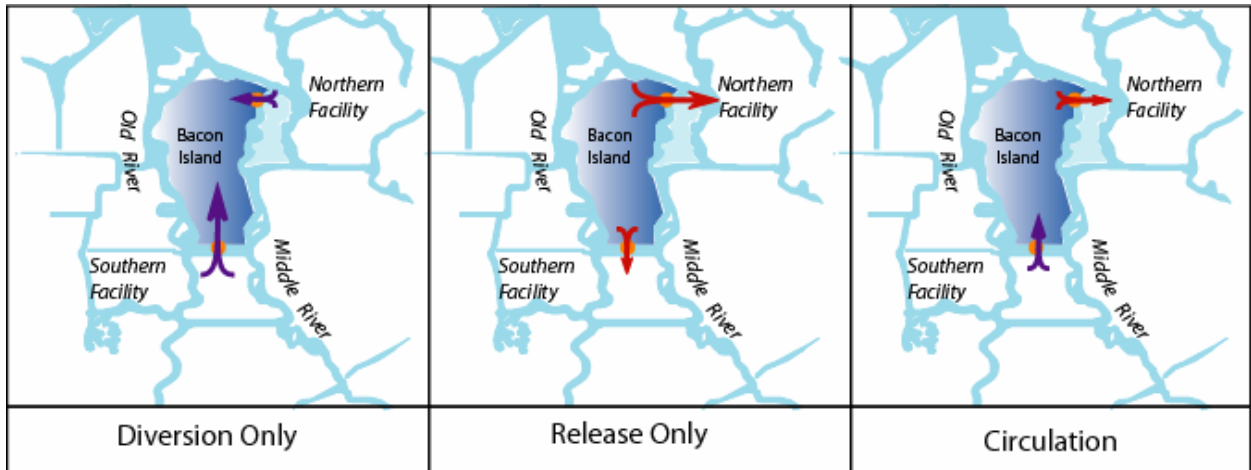 Northern
Facility
Old River
Bacon
Island
Southern
Facility
Middle River
Diversion Only
Northern
Facility
Old River
Bacon
Island
Southern
Facility
Middle River
Release Only
Northern
Facility
Old River
Bacon
Island
Southern
Facility
Middle River
Circulation